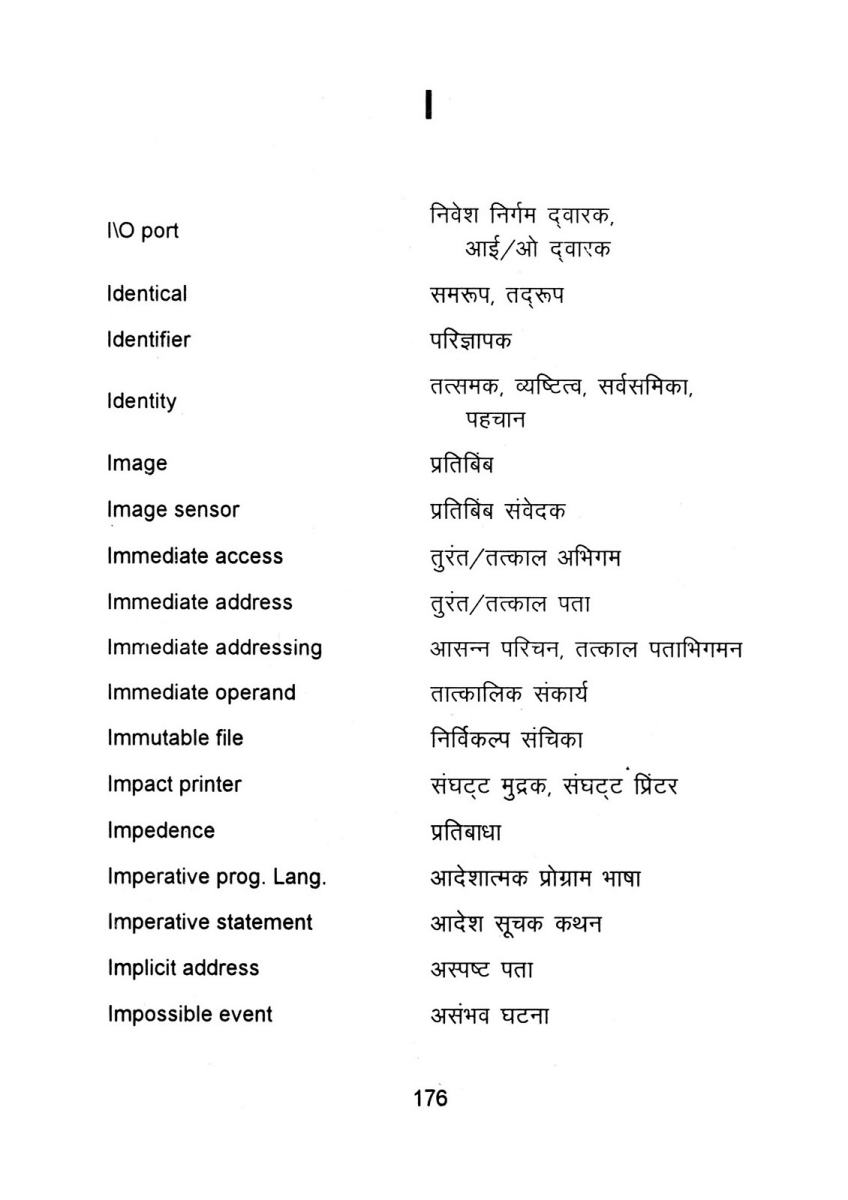 I
I\O port निवेश निर्गम द्‌वारक,
आई/ओ द्‌वारक
Identical समरूप, तद्‌रूप
Identifier परिज्ञापक
Identity तत्समक, व्यष्टित्व, सर्वसमिका,
पहचान
Image प्रतिबिंब
Image sensor प्रतिबिंब संवेदक
Immediate access तुरंत/तत्काल अभिगम
Immediate address तुरंत/तत्काल पता
Immediate addressing आसन्न परिचन, तत्काल पताभिगमन
Immediate operand तात्कालिक संकार्य
Immutable file निर्विकल्प संचिका
Impact printer संघट्‌ट मुद्रक, संघट्‌ट प्रिंटर
Impedence प्रतिबाधा
Imperative prog. Lang. आदेशात्मक प्रोग्राम भाषा
Imperative statement आदेश सूचक कथन
Implicit address अस्पष्ट पता
Impossible event असंभव घटना
176